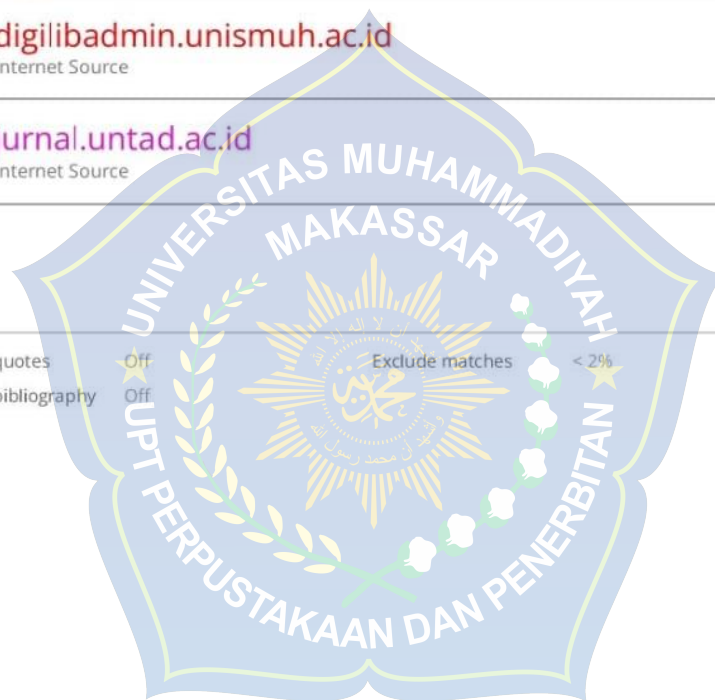 digilibadmin.unismuh.ac.id
Internet Source
urnal.untad.ac.id
Internet Source
quotes Off Exclude matches < 2%
bibliography Off
UNIVERSITAS MUHAMMADIYAH
MAKASSAR
محمدية
UPT PERPUSTAKAAN DAN PENERBITAN